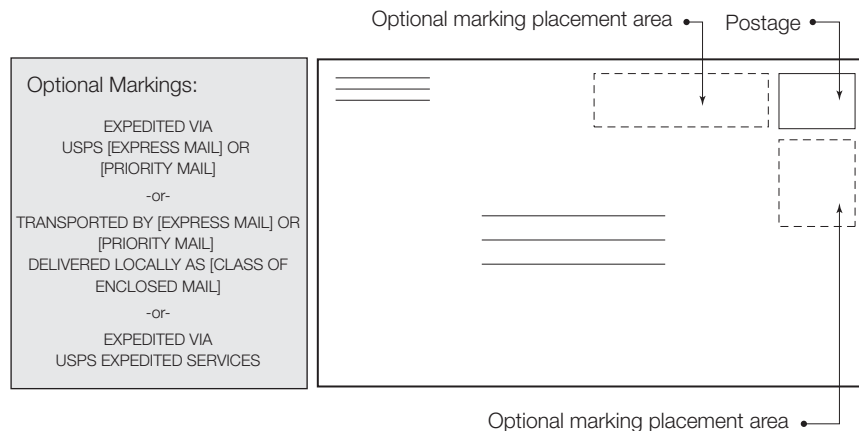 Optional marking placement area
Postage
Optional Markings:
EXPEDITED VIA
USPS [EXPRESS MAIL] OR
[PRIORITY MAIL]
-or-
TRANSPORTED BY [EXPRESS MAIL] OR
[PRIORITY MAIL]
DELIVERED LOCALLY AS [CLASS OF
ENCLOSED MAIL]
-or-
EXPEDITED VIA
USPS EXPEDITED SERVICES
Optional marking placement area